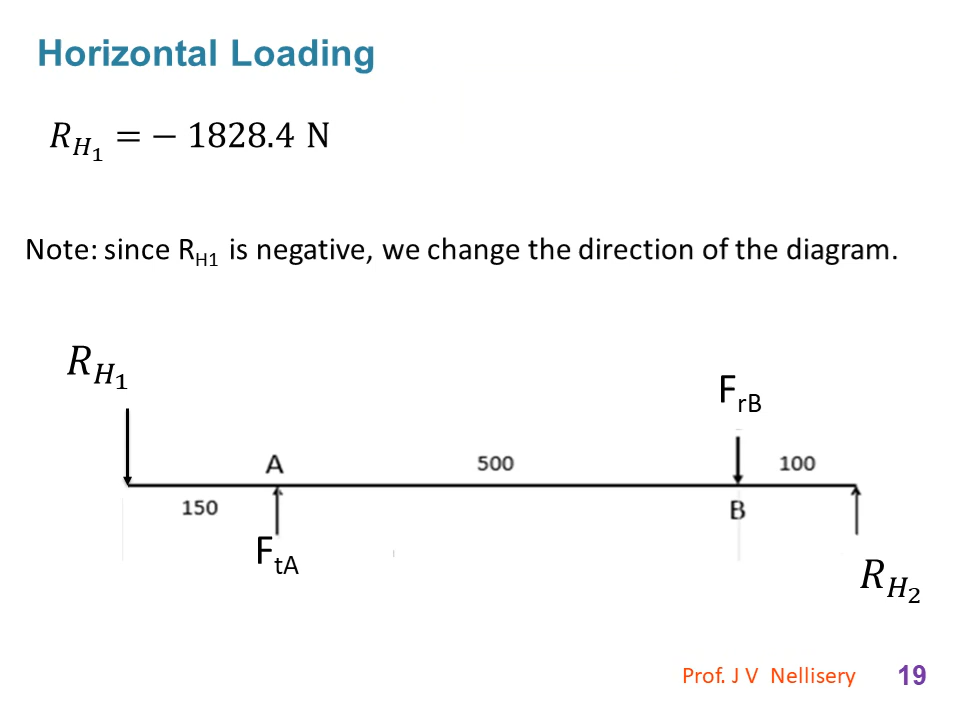 Horizontal Loading
R_{H_1} = − 1828.4 N
Note: since R_{H1} is negative, we change the direction of the diagram.
R_{H_1}
F_{rB}
A 500 100
150 B
F_{tA}
R_{H_2}
Prof. J V Nellisery 19